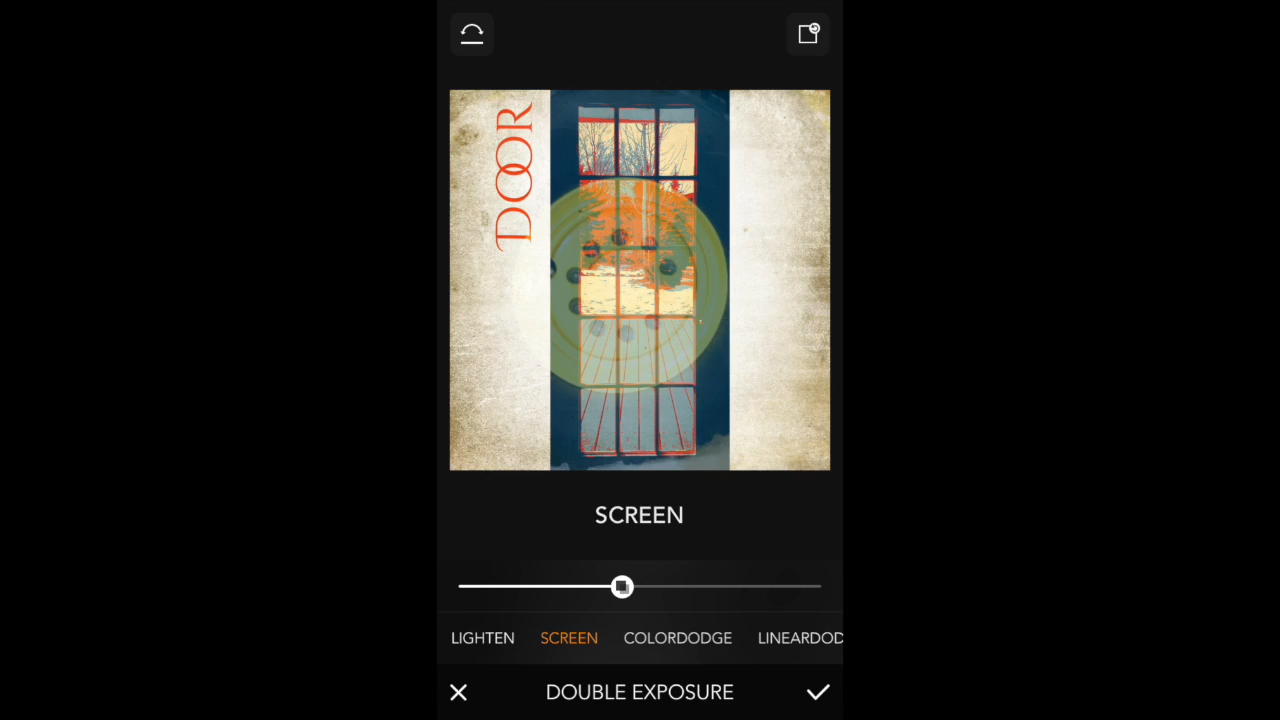 DOOR
SCREEN
LIGHTEN SCREEN COLORDODGE LINEARDOD
DOUBLE EXPOSURE